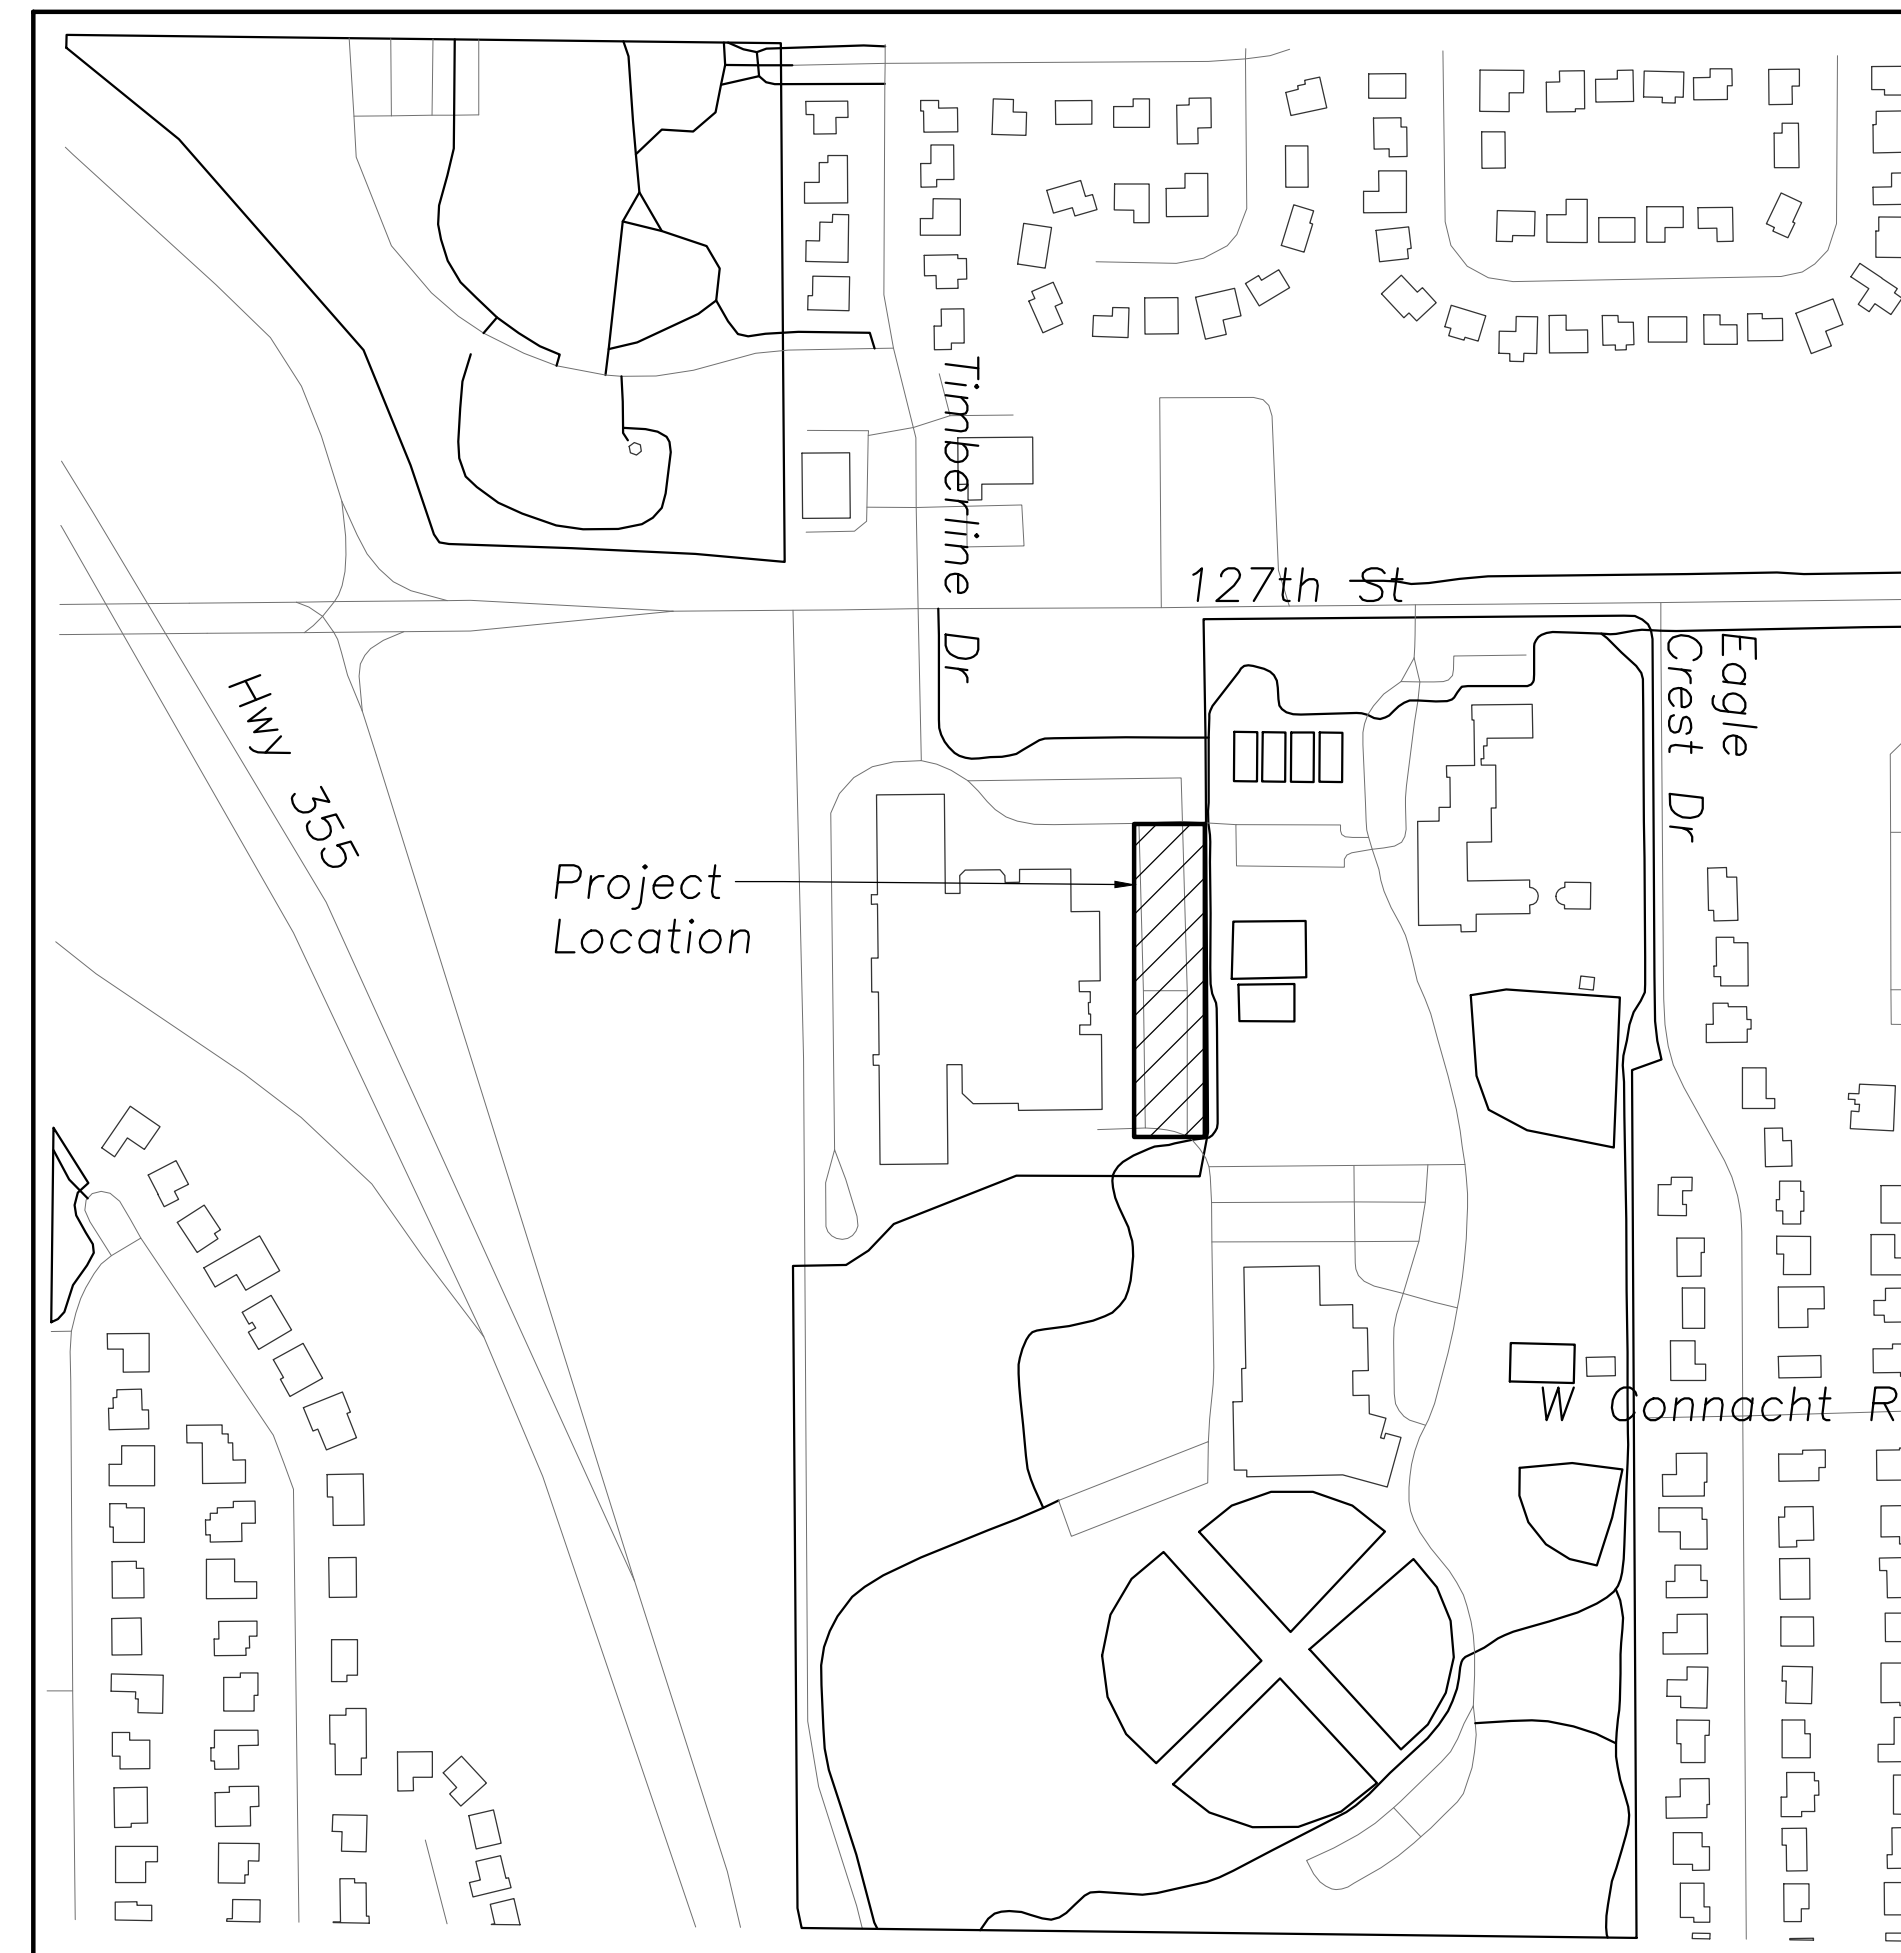 Timberline Dr
127th St
Eagle
Crest Dr
Hwy 355
Project
Location
W Connacht R